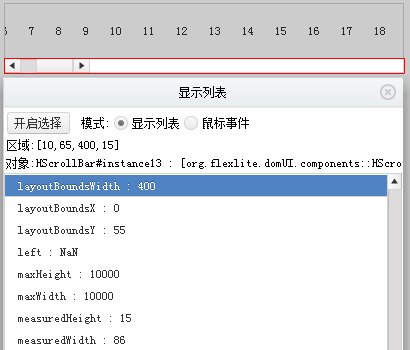 6 7 8 9 10 11 12 13 14 15 16 17 18
显示列表
开启选择 模式: 显示列表 鼠标事件
区域:[10,65,400,15]
对象:HScrollBar#instance13 : [org.flexlite.domUI.components::HScro
layoutBoundsWidth : 400
layoutBoundsX : 0
layoutBoundsY : 55
left : NaN
maxHeight : 10000
maxWidth : 10000
measuredHeight : 15
measuredWidth : 86